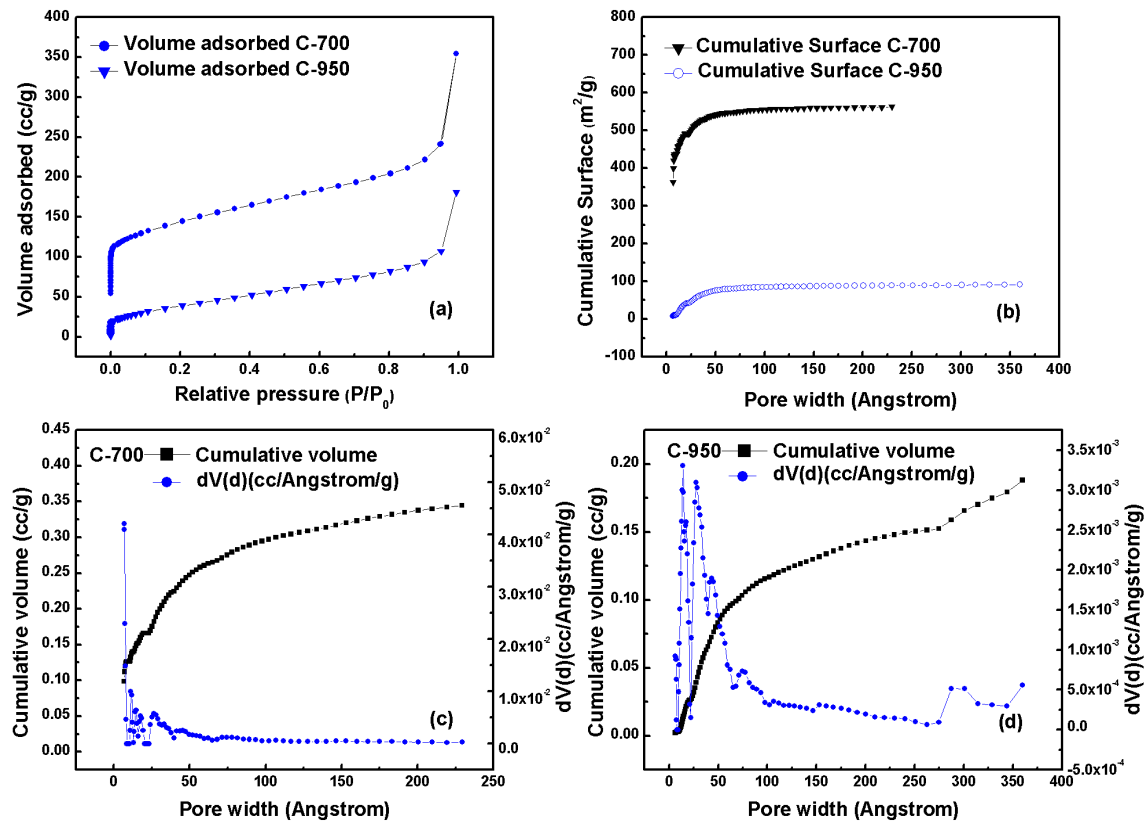 400
350
300
250
200
150
100
50
0
Volume adsorbed (cc/g)
Volume adsorbed C-700
Volume adsorbed C-950
(a)
0.0 0.2 0.4 0.6 0.8 1.0
Relative pressure (P/P0)
800
700
600
500
400
300
200
100
0
-100
Cumulative Surface (m²/g)
Cumulative Surface C-700
Cumulative Surface C-950
(b)
0 50 100 150 200 250 300 350 400
Pore width (Angstrom)
0.45
0.40
0.35
0.30
0.25
0.20
0.15
0.10
0.05
0.00
Cumulative volume (cc/g)
C-700 Cumulative volume
dV(d)(cc/Angstrom/g)
(c)
6.0x10⁻²
5.0x10⁻²
4.0x10⁻²
3.0x10⁻²
2.0x10⁻²
1.0x10⁻²
0.0
dV(d)(cc/Angstrom/g)
0 50 100 150 200 250
Pore width (Angstrom)
0.20
0.15
0.10
0.05
0.00
Cumulative volume (cc/g)
C-950 Cumulative volume
dV(d)(cc/Angstrom/g)
(d)
3.5x10⁻³
3.0x10⁻³
2.5x10⁻³
2.0x10⁻³
1.5x10⁻³
1.0x10⁻³
5.0x10⁻⁴
0.0
-5.0x10⁻⁴
dV(d)(cc/Angstrom/g)
0 50 100 150 200 250 300 350 400
Pore width (Angstrom)